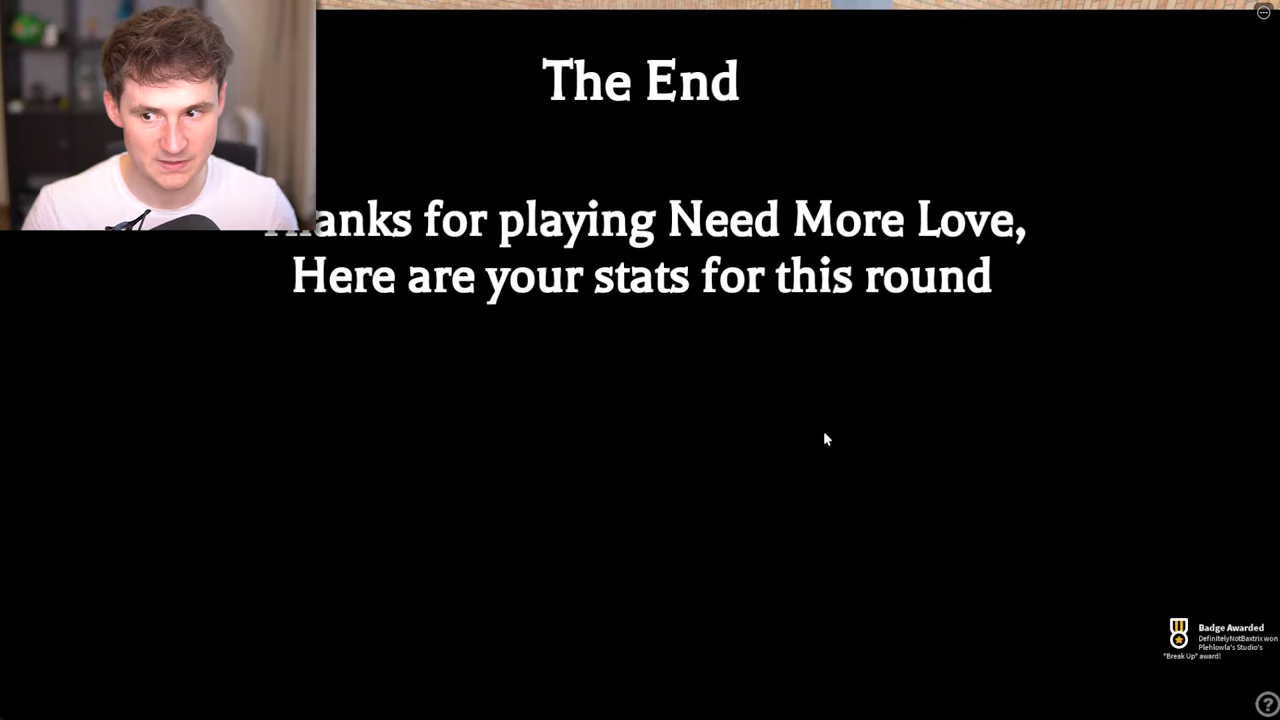 The End
anks for playing Need More Love,
Here are your stats for this round
Badge Awarded
DefinitelyNotBaxtrix won
Plehlowla's Studio's
"Break Up" award!